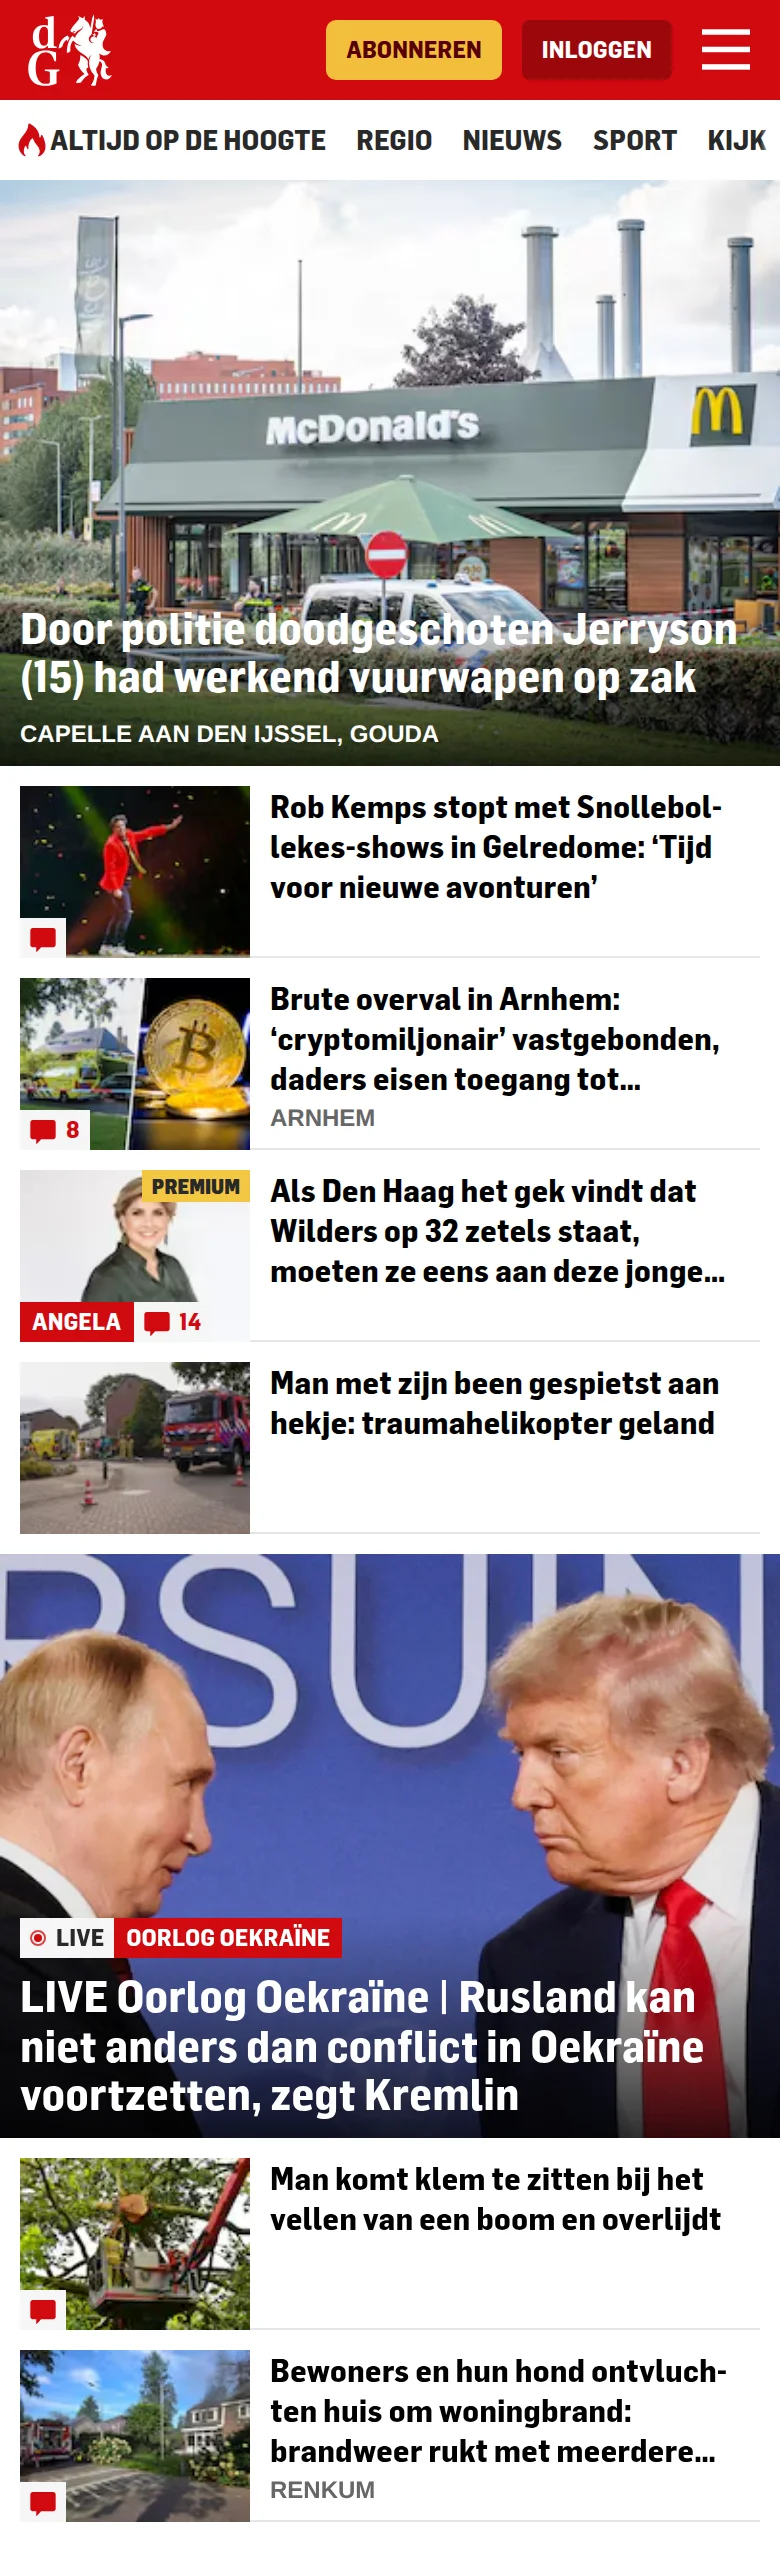 dG
ABONNEREN
INLOGGEN
ALTIJD OP DE HOOGTE
REGIO
NIEUWS
SPORT
KIJK
McDonald's
Door politie doodgeschoten Jerryson
(15) had werkend vuurwapen op zak
CAPELLE AAN DEN IJSSEL, GOUDA
Rob Kemps stopt met Snollebol-
lekes-shows in Gelredome: ‘Tijd
voor nieuwe avonturen’
Brute overval in Arnhem:
‘cryptomiljonair’ vastgebonden,
daders eisen toegang tot...
ARNHEM
8
PREMIUM
Als Den Haag het gek vindt dat
Wilders op 32 zetels staat,
moeten ze eens aan deze jonge...
ANGELA
14
Man met zijn been gespietst aan
hekje: traumahelikopter geland
RSUIN
LIVE
OORLOG OEKRAÏNE
LIVE Oorlog Oekraïne | Rusland kan
niet anders dan conflict in Oekraïne
voortzetten, zegt Kremlin
Man komt klem te zitten bij het
vellen van een boom en overlijdt
Bewoners en hun hond ontvluch-
ten huis om woningbrand:
brandweer rukt met meerdere...
RENKUM